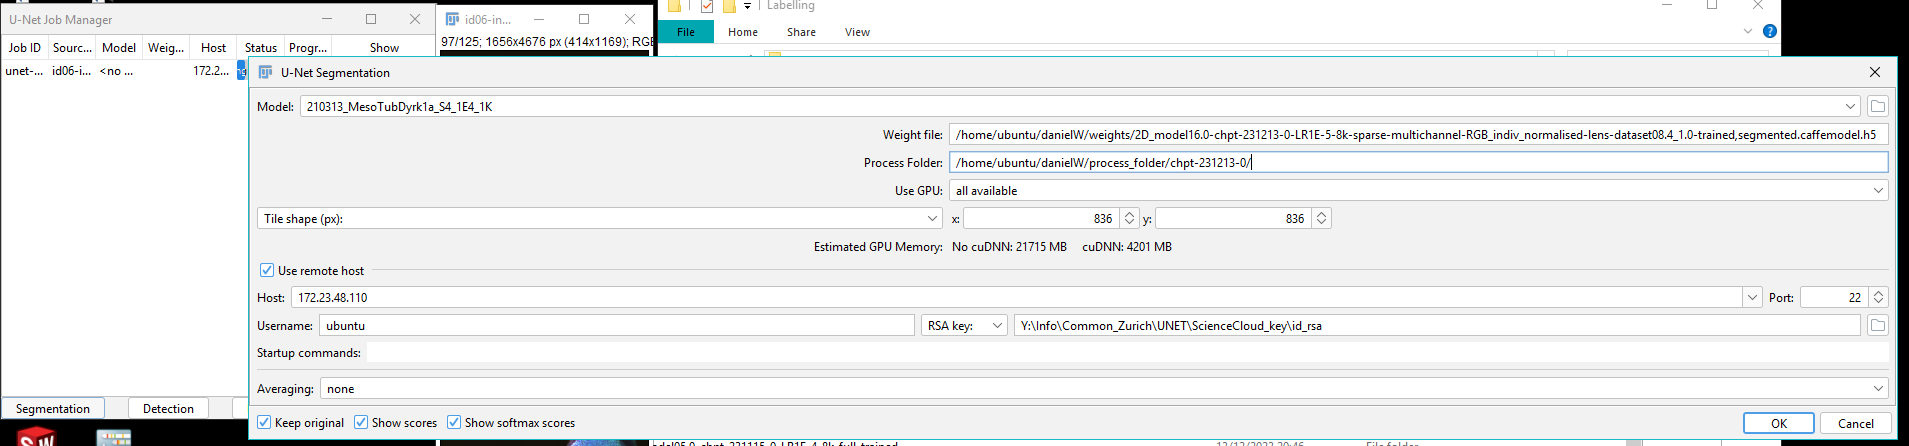 U-Net Job Manager
Job ID Sourc... Model Weig... Host Status Progr... Show
unet-... id06-i... <no ... 172.2...
id06-in...
97/125; 1656x4676 px (414x1169); RGB
Labelling
File Home Share View
U-Net Segmentation
Model: 210313_MesoTubDyrk1a_S4_1E4_1K
Weight file: /home/ubuntu/danielW/weights/2D_model16.0-chpt-231213-0-LR1E-5-8k-sparse-multichannel-RGB_indiv_normalised-lens-dataset08.4_1.0-trained,segmented.caffemodel.h5
Process Folder: /home/ubuntu/danielW/process_folder/chpt-231213-0/
Use GPU: all available
Tile shape (px): x: 836 y: 836
Estimated GPU Memory: No cuDNN: 21715 MB cuDNN: 4201 MB
Use remote host
Host: 172.23.48.110 Port: 22
Username: ubuntu RSA key: Y:\Info\Common_Zurich\UNET\ScienceCloud_key\id_rsa
Startup commands:
Averaging: none
Segmentation Detection
Keep original Show scores Show softmax scores OK Cancel